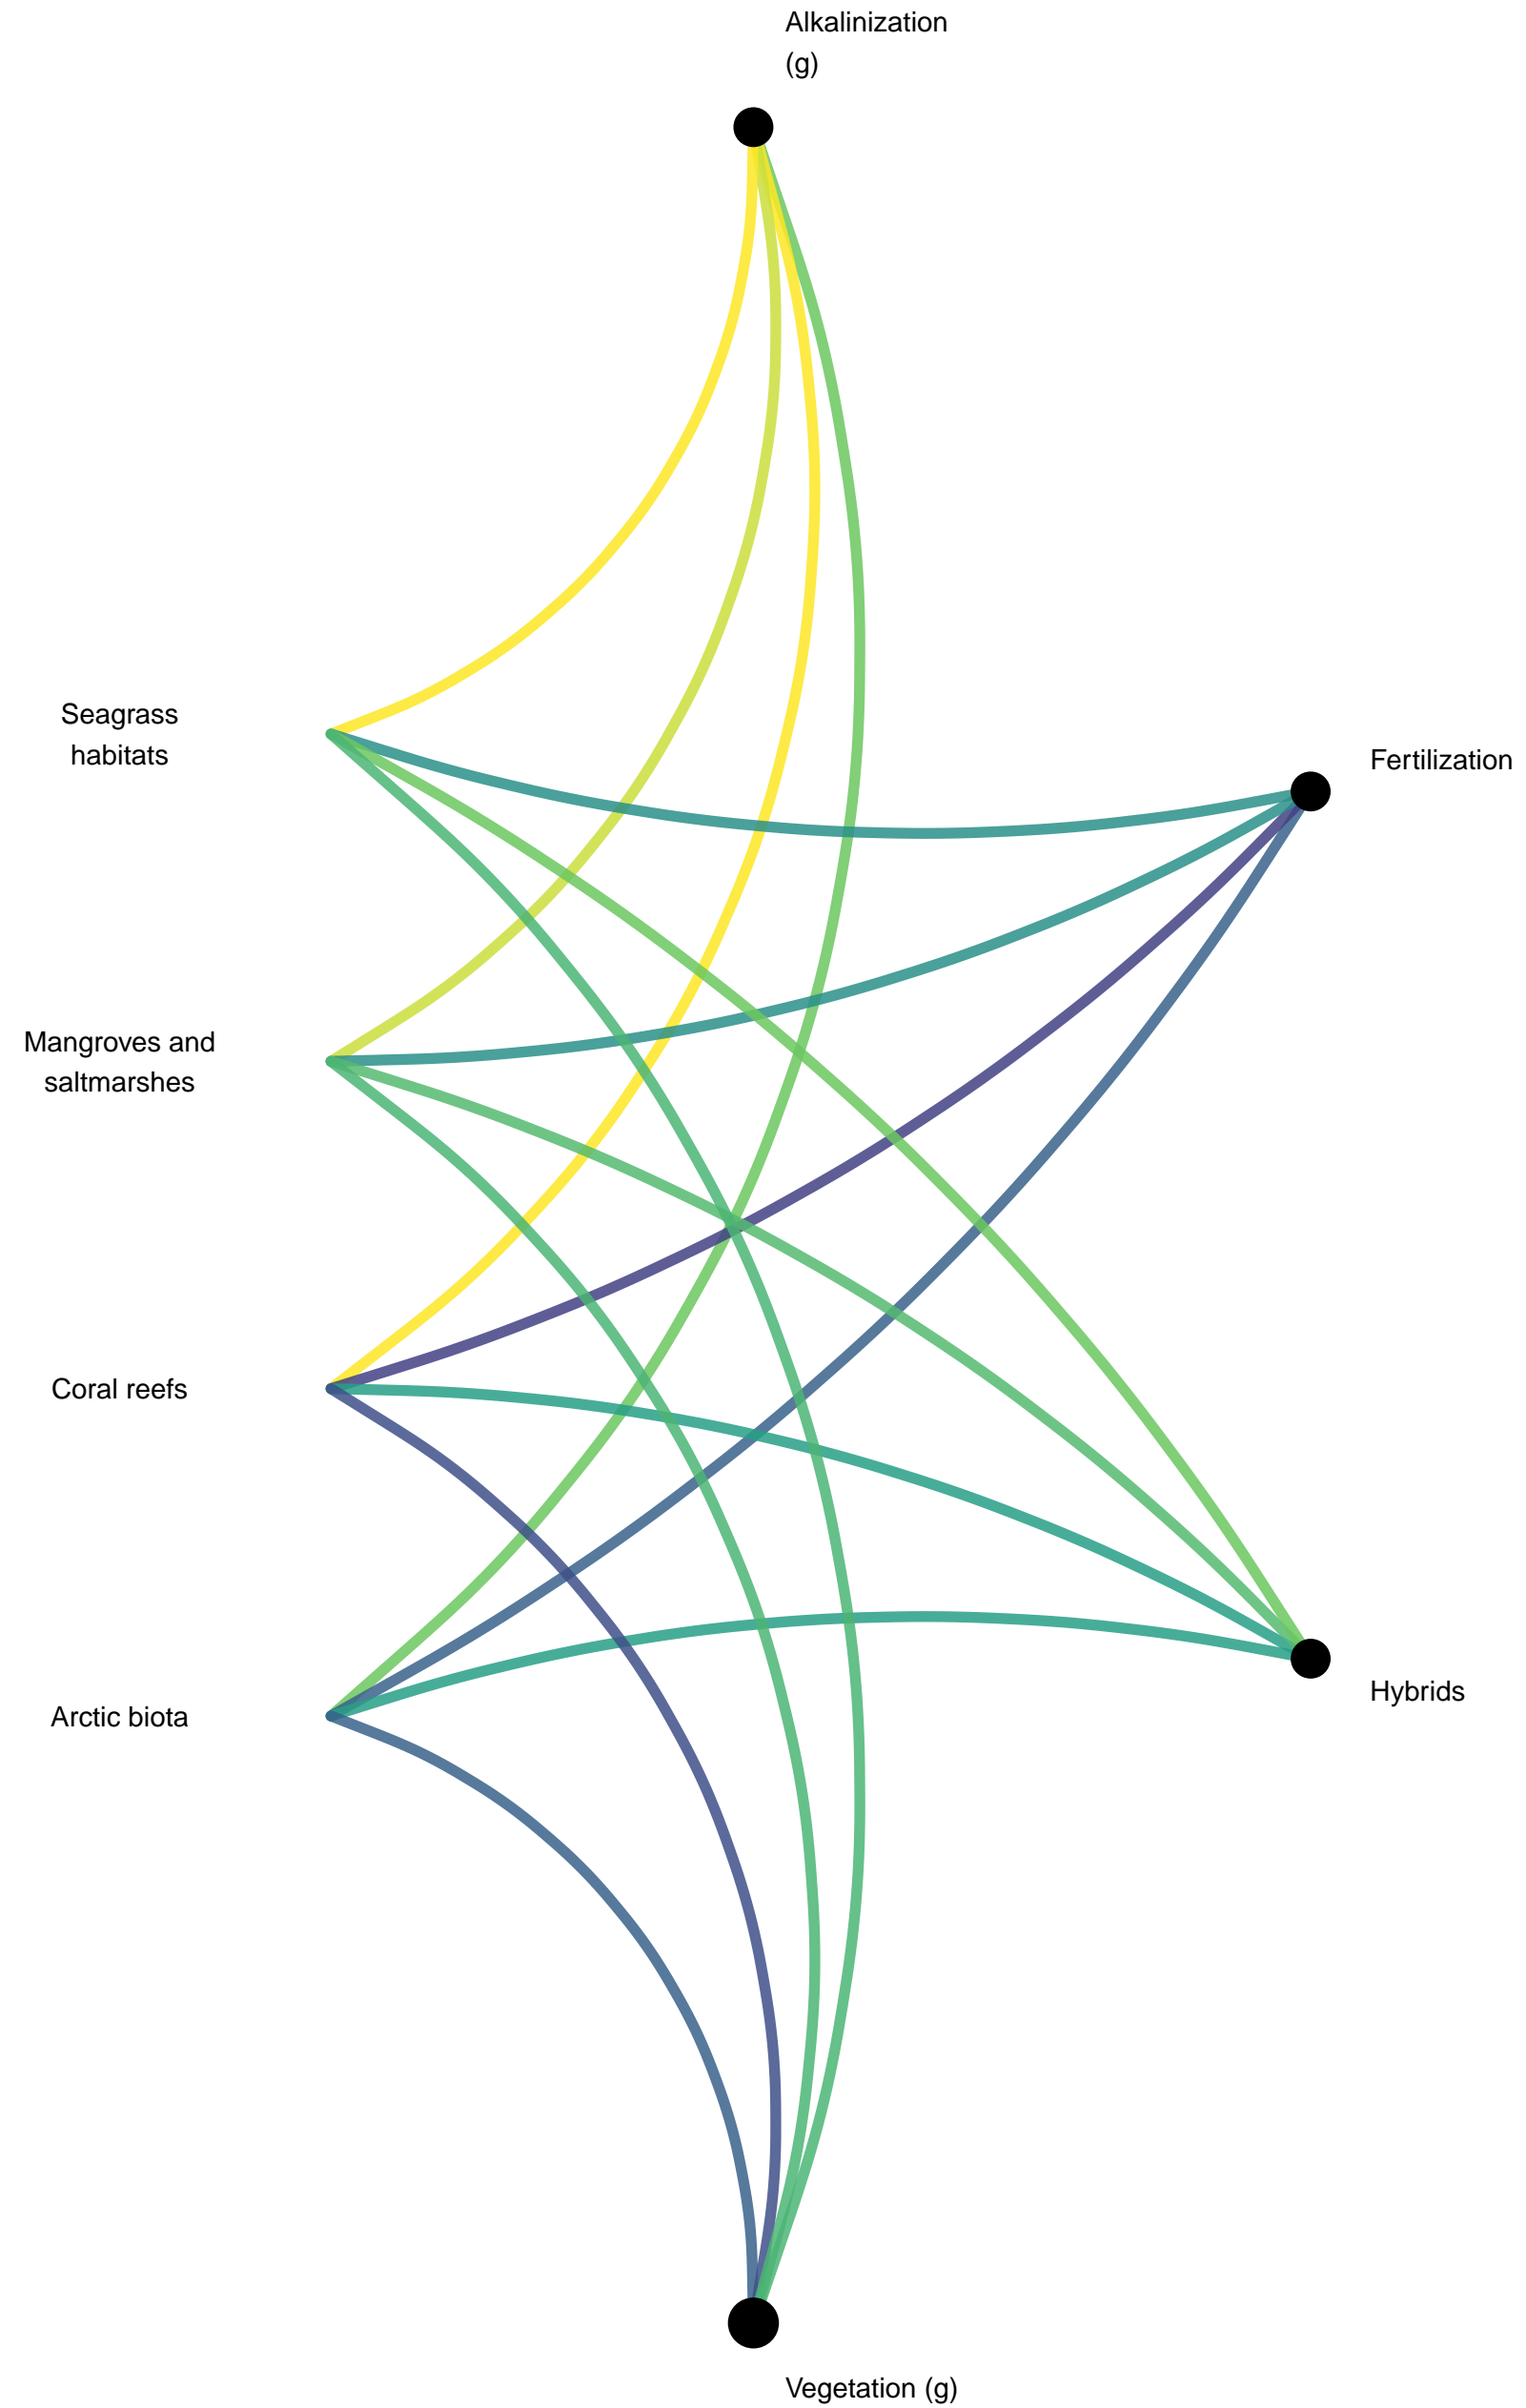 Alkalinization
(g)
Seagrass
habitats
Fertilization
Mangroves and
saltmarshes
Coral reefs
Hybrids
Arctic biota
Vegetation (g)